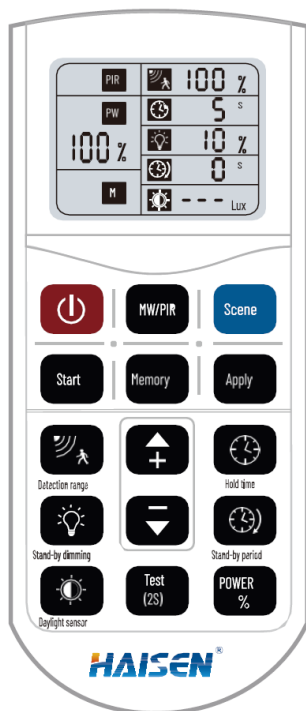 PIR
100 %
PW
5 s
100 %
10 %
0 s
M
--- Lux
MW/PIR
Scene
Start
Memory
Apply
Detection range
Hold time
Stand-by dimming
Stand-by period
Daylight sensor
Test
(2S)
POWER
%
HAISEN®